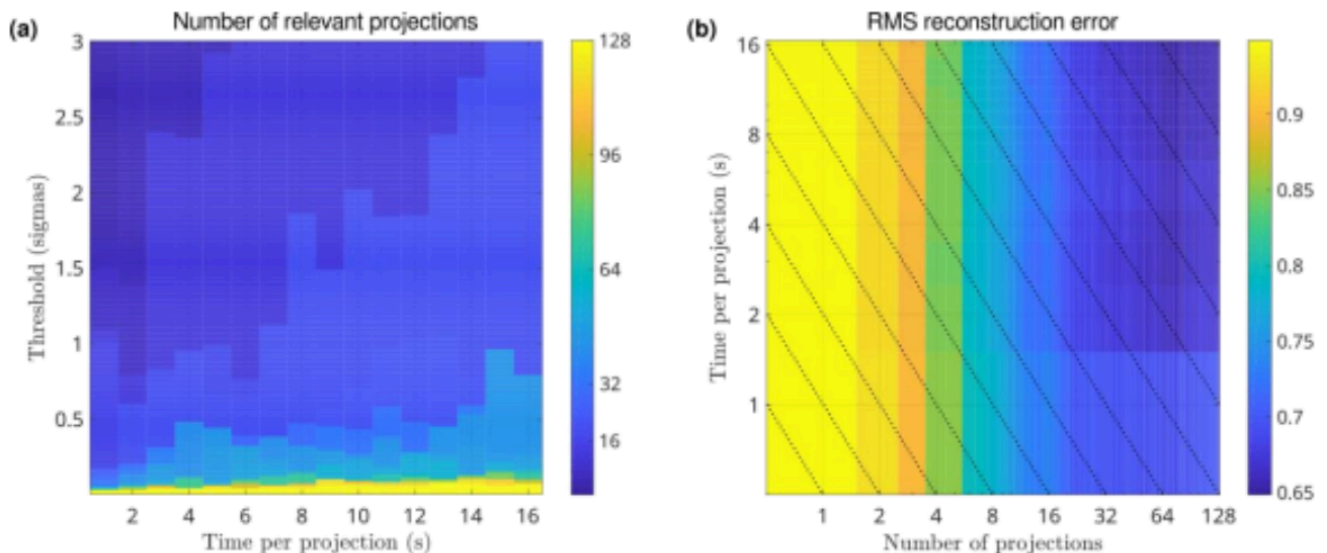 (a)
Number of relevant projections
3
2.5
2
1.5
1
0.5
Threshold (sigmas)
2 4 6 8 10 12 14 16
Time per projection (s)
128
96
64
32
16
(b)
RMS reconstruction error
16
8
4
2
1
Time per projection (s)
1 2 4 8 16 32 64 128
Number of projections
0.9
0.85
0.8
0.75
0.7
0.65